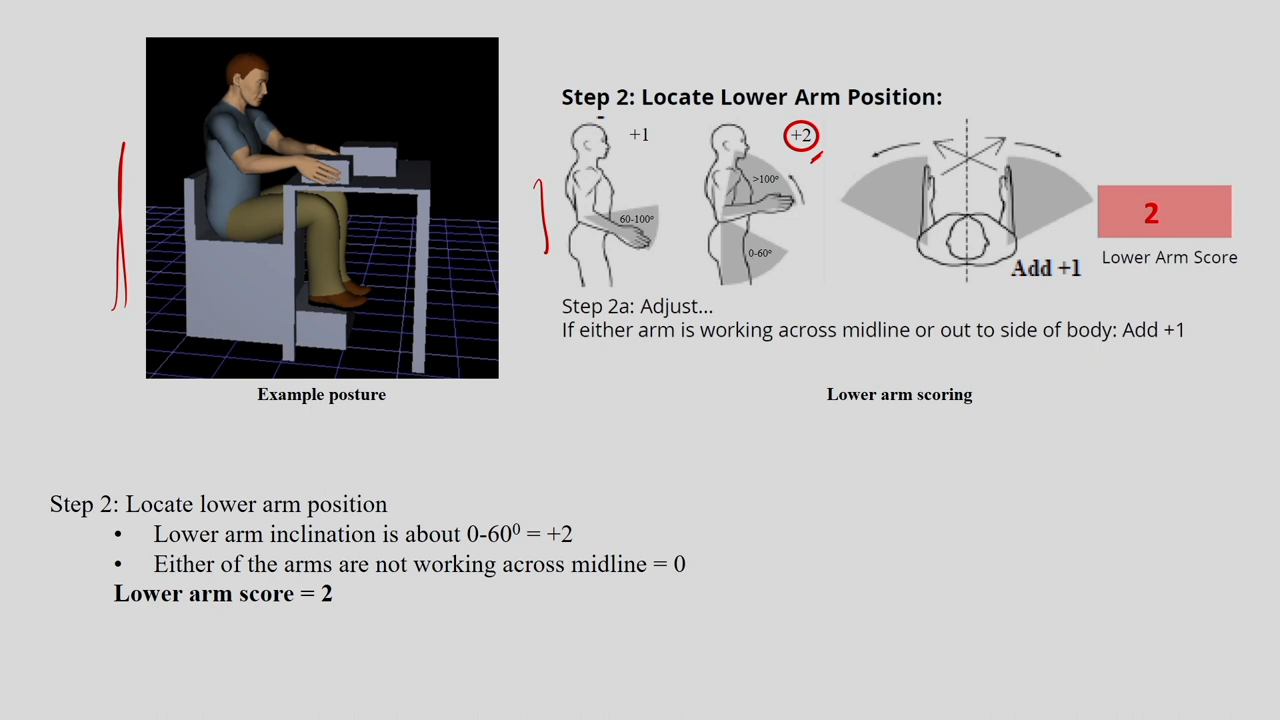 Step 2: Locate Lower Arm Position:
+1
+2
60-100º
>100º
0-60º
Add +1
2
Lower Arm Score
Step 2a: Adjust...
If either arm is working across midline or out to side of body: Add +1
Example posture
Lower arm scoring
Step 2: Locate lower arm position
• Lower arm inclination is about 0-60⁰ = +2
• Either of the arms are not working across midline = 0
Lower arm score = 2